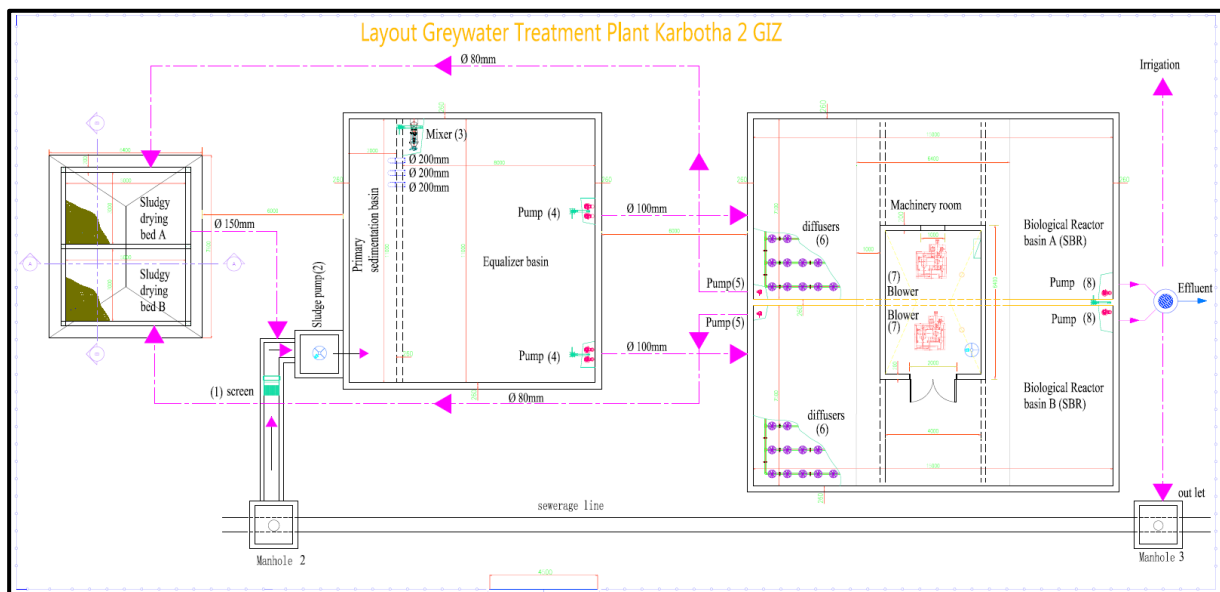 Layout Greywater Treatment Plant Karbotha 2 GIZ
Ø 80mm
Irrigation
Mixer (3)
Ø 200mm
Ø 200mm
Ø 200mm
Sludgy
drying
bed A
Ø 150mm
Primary
sedimentation basin
Pump (4)
Ø 100mm
Equalizer basin
diffusers
(6)
Machinery room
Biological Reactor
basin A (SBR)
Sludgy
drying
bed B
Sludge pump(2)
Pump(5)
Pump(5)
(7)
Blower
Blower
(7)
Pump (8)
Pump (8)
Effluent
Pump (4)
Ø 100mm
(1) screen
Ø 80mm
diffusers
(6)
Biological Reactor
basin B (SBR)
sewerage line
out let
Manhole 2
Manhole 3
4000